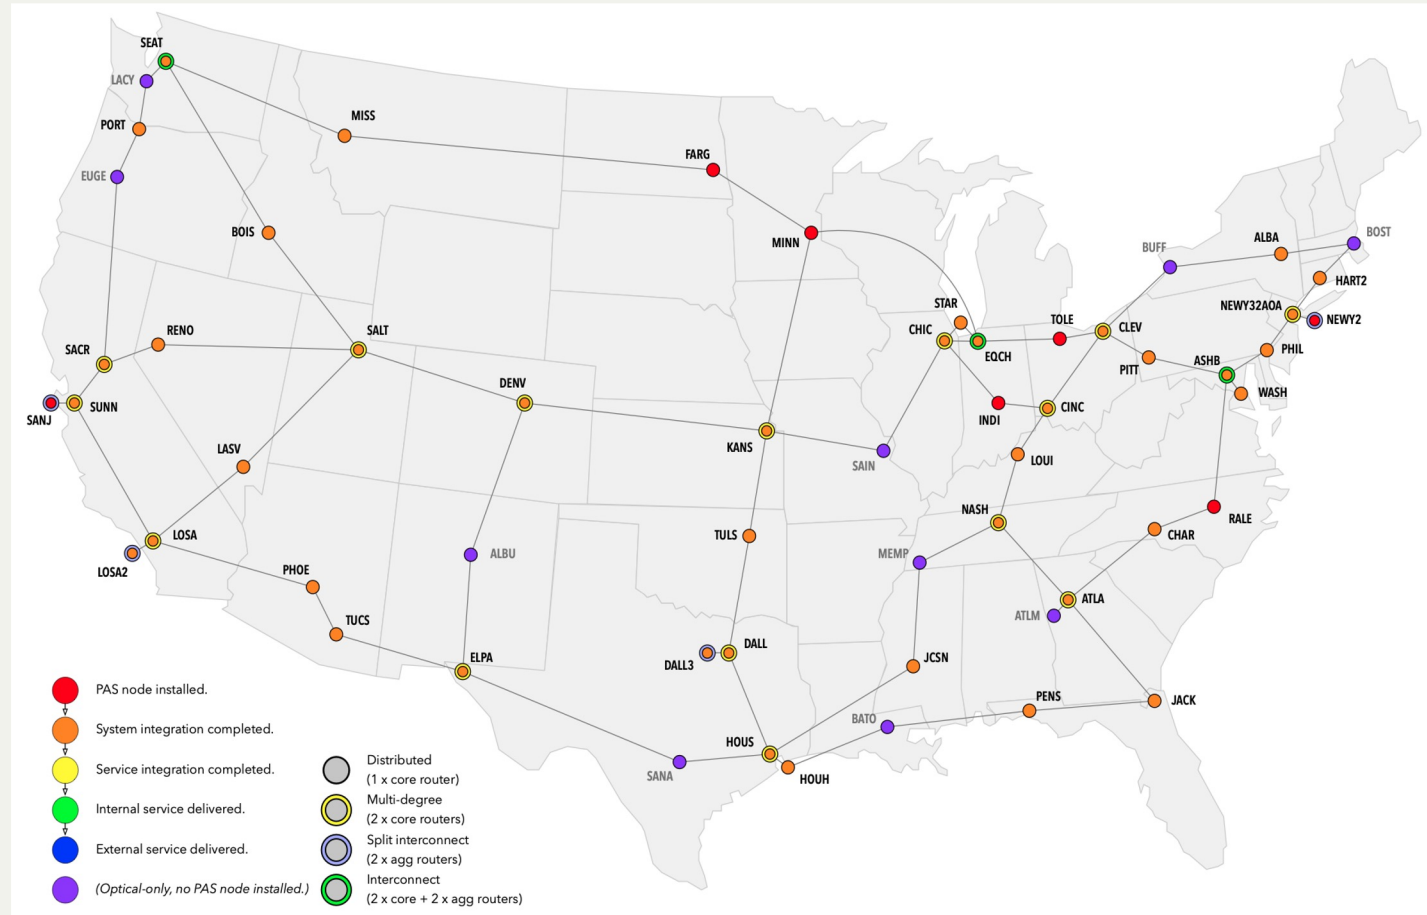 SEAT
LACY
PORT
MISS
EUGE
FARG
BOIS
MINN
BUFF
ALBA
BOST
HART2
RENO
SALT
STAR
CHIC
EQCH
TOLE
CLEV
NEWY32AOA
NEWY2
SACR
PITT
ASHB
PHIL
WASH
SANJ
SUNN
DENV
INDI
CINC
LASV
KANS
SAIN
LOUI
LOSA
LOSA2
TULS
NASH
RALE
CHAR
ALBU
MEMP
PHOE
TUCS
ATLM
ATLA
ELPA
DALL3
DALL
JCSN
PENS
JACK
BATO
HOUS
HOUH
SANA
PAS node installed.
System integration completed.
Service integration completed.
Internal service delivered.
External service delivered.
(Optical-only, no PAS node installed.)
Distributed
(1 x core router)
Multi-degree
(2 x core routers)
Split interconnect
(2 x agg routers)
Interconnect
(2 x core + 2 x agg routers)